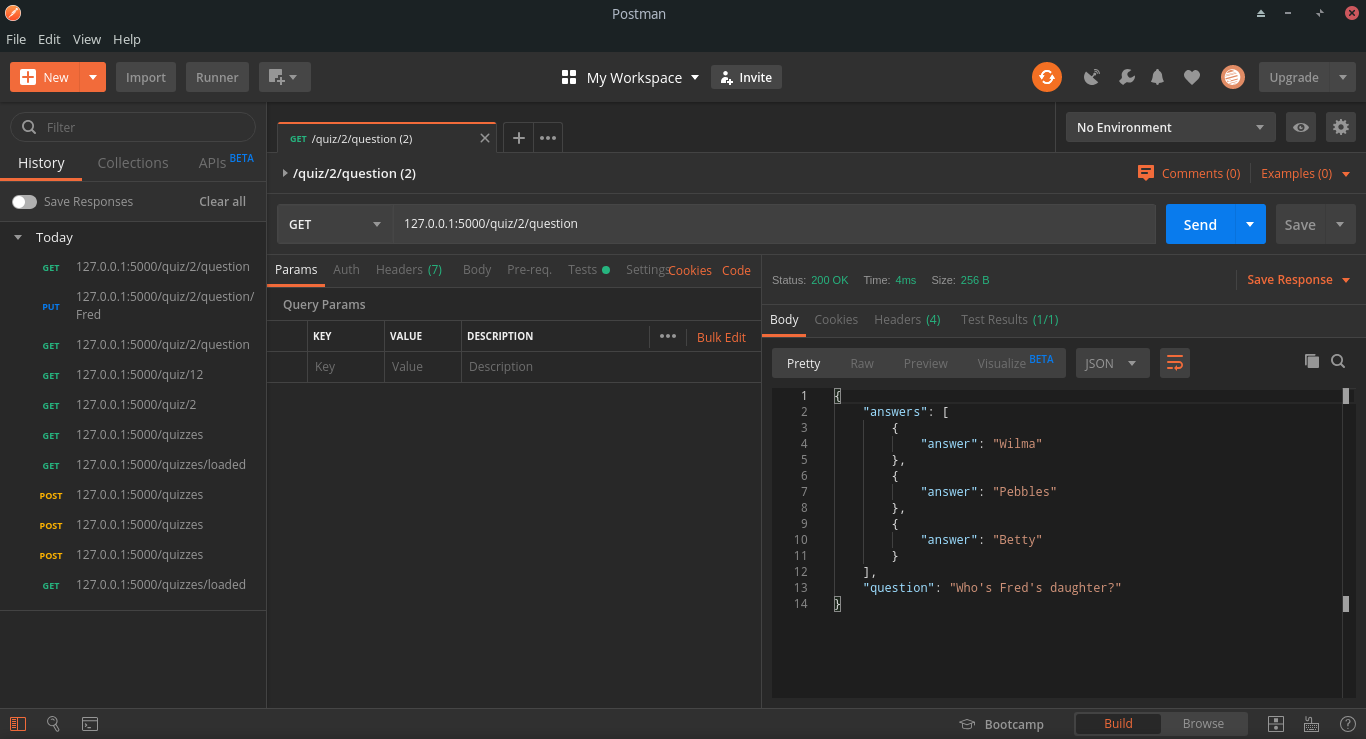 Postman
File Edit View Help
New Import Runner My Workspace Invite Upgrade
Filter
History Collections APIs BETA
Save Responses Clear all
Today
GET 127.0.0.1:5000/quiz/2/question
PUT 127.0.0.1:5000/quiz/2/question/
Fred
GET 127.0.0.1:5000/quiz/2/question
GET 127.0.0.1:5000/quiz/12
GET 127.0.0.1:5000/quiz/2
GET 127.0.0.1:5000/quizzes
GET 127.0.0.1:5000/quizzes/loaded
POST 127.0.0.1:5000/quizzes
POST 127.0.0.1:5000/quizzes
POST 127.0.0.1:5000/quizzes
GET 127.0.0.1:5000/quizzes/loaded
GET /quiz/2/question (2)
No Environment
/quiz/2/question (2)
Comments (0) Examples (0)
GET 127.0.0.1:5000/quiz/2/question Send Save
Params Auth Headers (7) Body Pre-req. Tests Settings Cookies Code
Query Params
KEY VALUE DESCRIPTION Bulk Edit
Key Value Description
Status: 200 OK Time: 4ms Size: 256 B Save Response
Body Cookies Headers (4) Test Results (1/1)
Pretty Raw Preview Visualize BETA JSON
1 {
2 "answers": [
3 {
4 "answer": "Wilma"
5 },
6 {
7 "answer": "Pebbles"
8 },
9 {
10 "answer": "Betty"
11 }
12 ],
13 "question": "Who's Fred's daughter?"
14 }
Bootcamp Build Browse